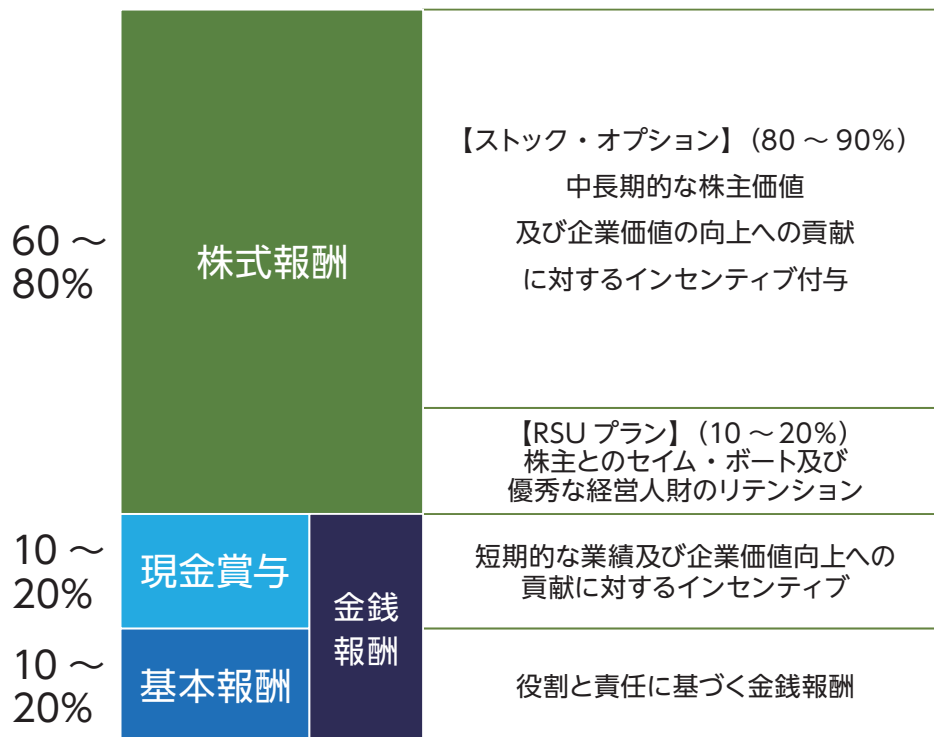 60 ～
80%
株式報酬
【ストック・オプション】（80 ～ 90%）
中長期的な株主価値
及び企業価値の向上への貢献
に対するインセンティブ付与
【RSU プラン】（10 ～ 20%）
株主とのセイム・ボート及び
優秀な経営人財のリテンション
10 ～
20%
現金賞与
金銭
報酬
短期的な業績及び企業価値向上への
貢献に対するインセンティブ
10 ～
20%
基本報酬
役割と責任に基づく金銭報酬